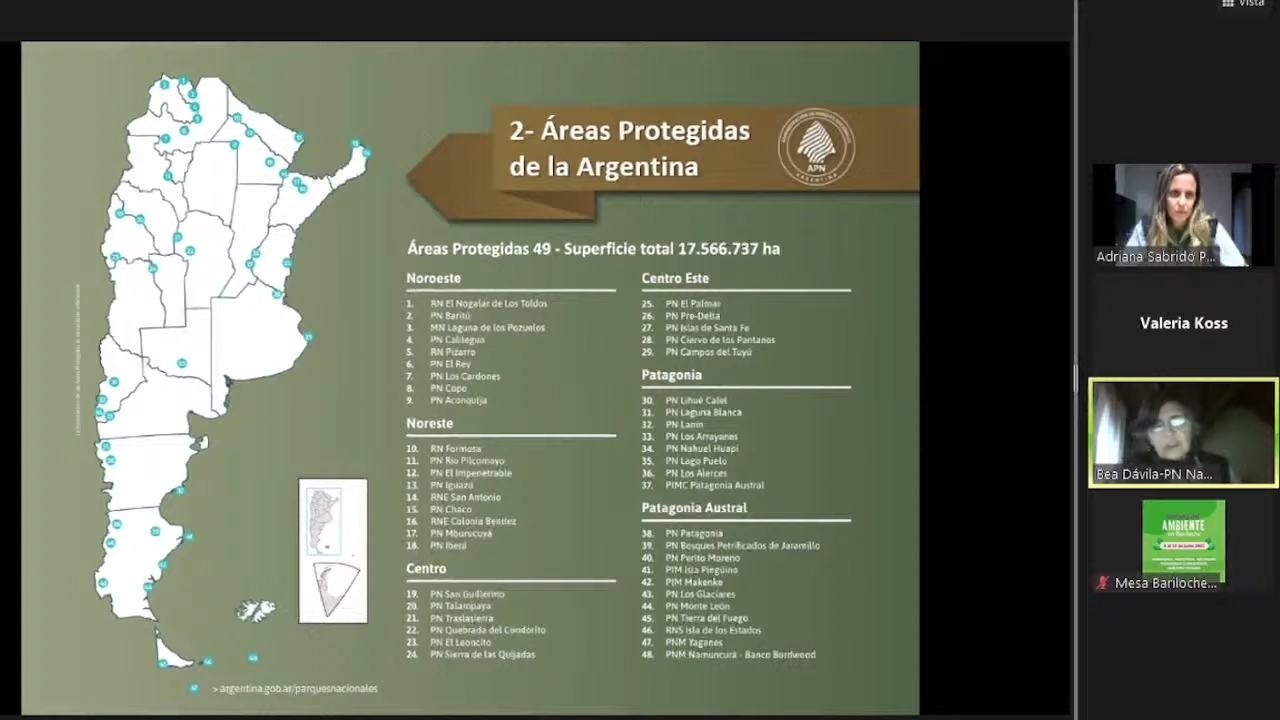 Vista
2- Áreas Protegidas
de la Argentina
APN
ARGENTINA
Áreas Protegidas 49 - Superficie total 17.566.737 ha
Noroeste
1. RN El Nogalar de Los Toldos
2. PN Baritú
3. MN Laguna de los Pozuelos
4. PN Calilegua
5. RN Pizarro
6. PN El Rey
7. PN Los Cardones
8. PN Copo
9. PN Aconquija
Noreste
10. RN Formosa
11. PN Río Pilcomayo
12. PN El Impenetrable
13. PN Iguazú
14. RNE San Antonio
15. PN Chaco
16. RNE Colonia Benítez
17. PN Mburucuyá
18. PN Iberá
Centro
19. PN San Guillermo
20. PN Talampaya
21. PN Traslasierra
22. PN Quebrada del Condorito
23. PN El Leoncito
24. PN Sierra de las Quijadas
Centro Este
25. PN El Palmar
26. PN Pre-Delta
27. PN Islas de Santa Fe
28. PN Ciervo de los Pantanos
29. PN Campos del Tuyú
Patagonia
30. PN Lihué Calel
31. PN Laguna Blanca
32. PN Lanín
33. PN Los Arrayanes
34. PN Nahuel Huapi
35. PN Lago Puelo
36. PN Los Alerces
37. PIMC Patagonia Austral
Patagonia Austral
38. PN Patagonia
39. PN Bosques Petrificados de Jaramillo
40. PN Perito Moreno
41. PIM Isla Pingüino
42. PIM Makenke
43. PN Los Glaciares
44. PN Monte León
45. PN Tierra del Fuego
46. RNS Isla de los Estados
47. PNM Yaganes
48. PNM Namuncurá - Banco Burdwood
> argentina.gob.ar/parquesnacionales
Adriana Sabrido P...
Valeria Koss
Bea Dávila-PN Na...
AMBIENTE
en Bariloche
Mesa Bariloche...